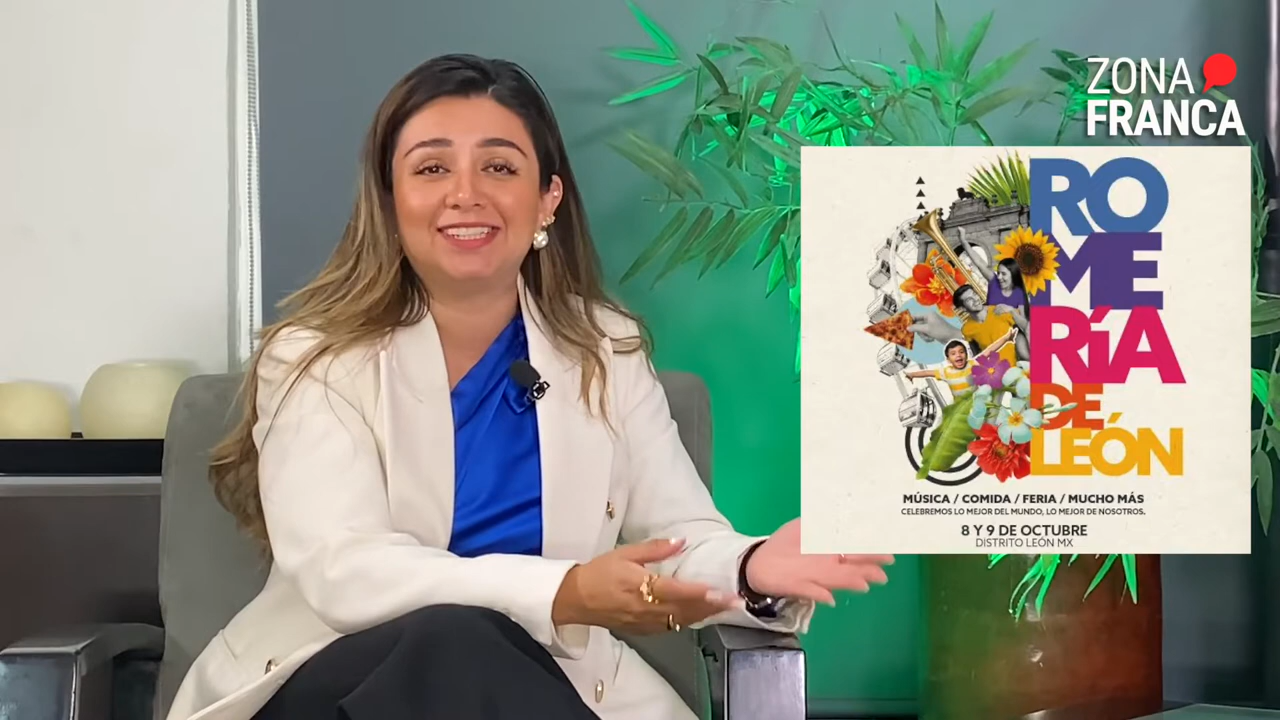 ZONA
FRANCA
RO
ME
RÍA
DE
LEÓN
MÚSICA / COMIDA / FERIA / MUCHO MÁS
CELEBREMOS LO MEJOR DEL MUNDO, LO MEJOR DE NOSOTROS.
8 Y 9 DE OCTUBRE
DISTRITO LEÓN MX